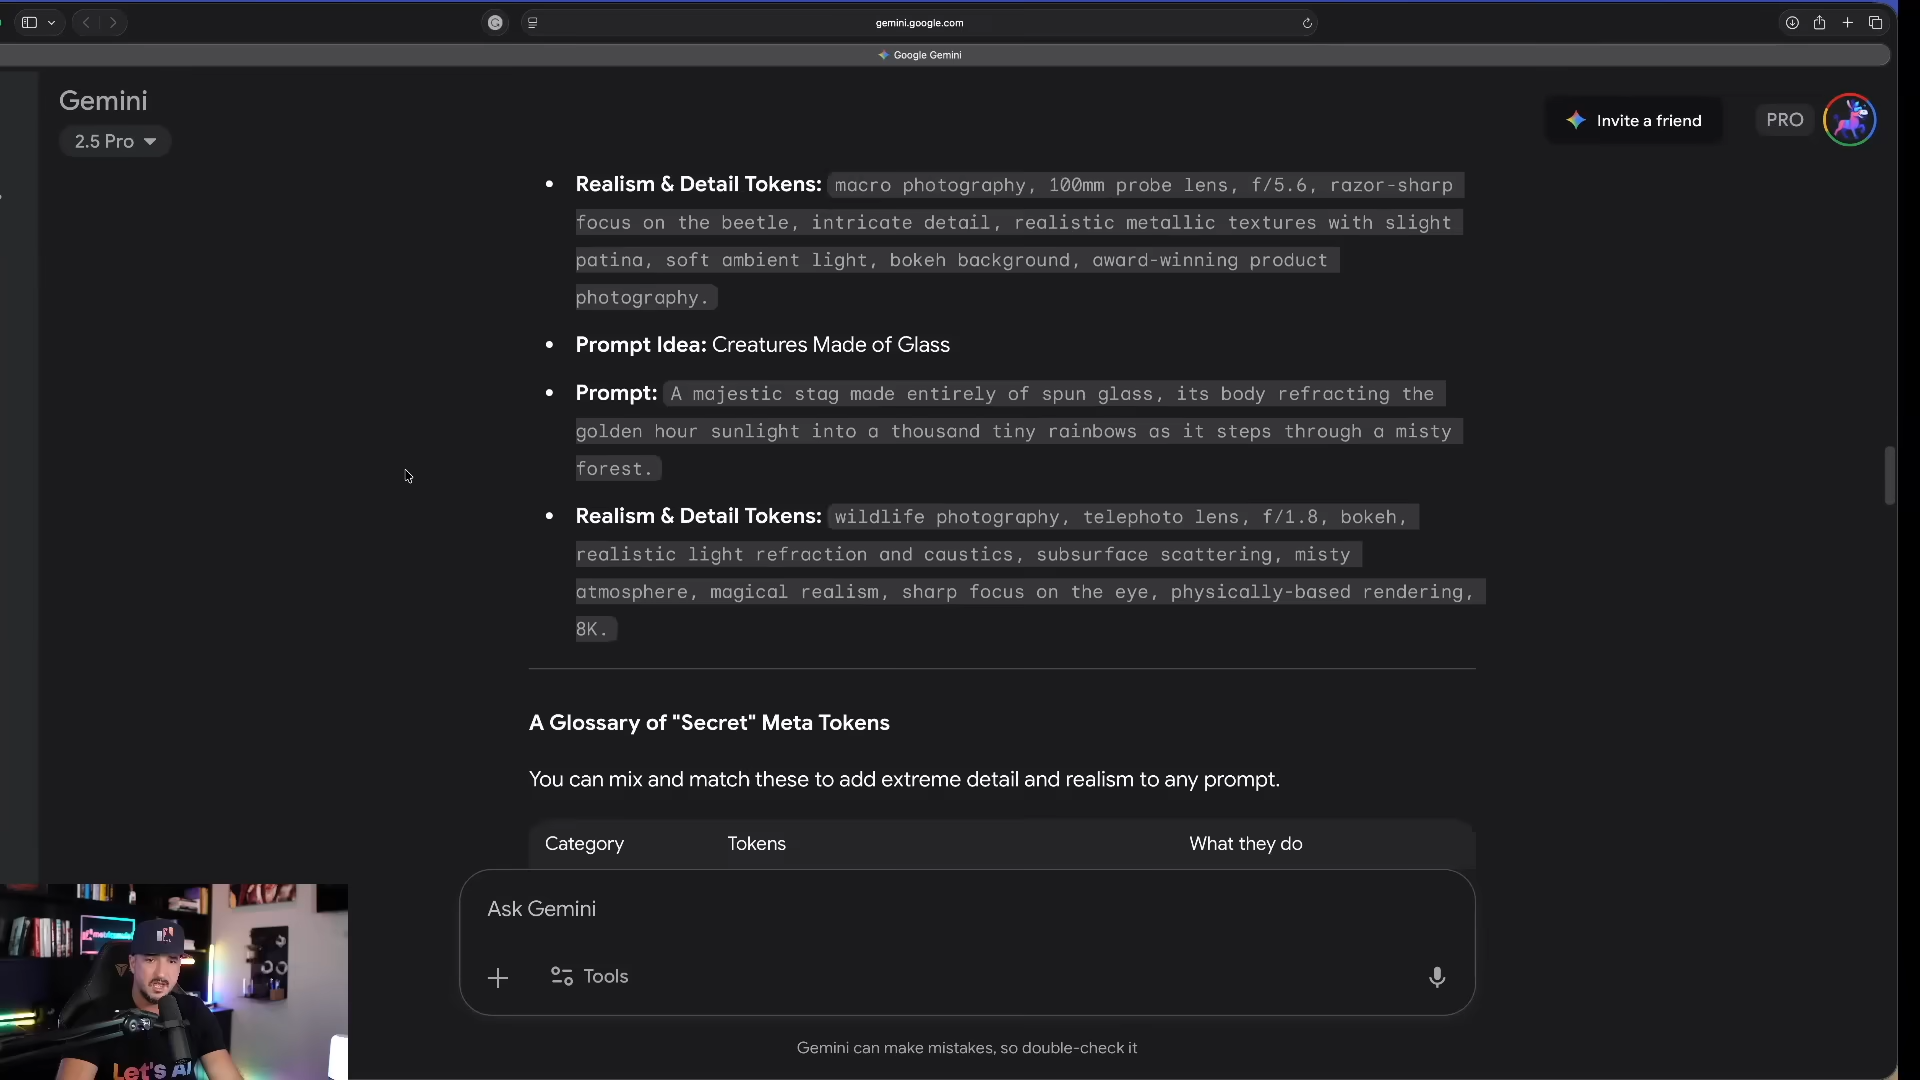 gemini.google.com
Google Gemini
Gemini
2.5 Pro
Invite a friend
PRO
Realism & Detail Tokens: macro photography, 100mm probe lens, f/5.6, razor-sharp
focus on the beetle, intricate detail, realistic metallic textures with slight
patina, soft ambient light, bokeh background, award-winning product
photography.
Prompt Idea: Creatures Made of Glass
Prompt: A majestic stag made entirely of spun glass, its body refracting the
golden hour sunlight into a thousand tiny rainbows as it steps through a misty
forest.
Realism & Detail Tokens: wildlife photography, telephoto lens, f/1.8, bokeh,
realistic light refraction and caustics, subsurface scattering, misty
atmosphere, magical realism, sharp focus on the eye, physically-based rendering,
8K.
A Glossary of "Secret" Meta Tokens
You can mix and match these to add extreme detail and realism to any prompt.
Category Tokens What they do
Ask Gemini
Tools
Gemini can make mistakes, so double-check it
Let's AI